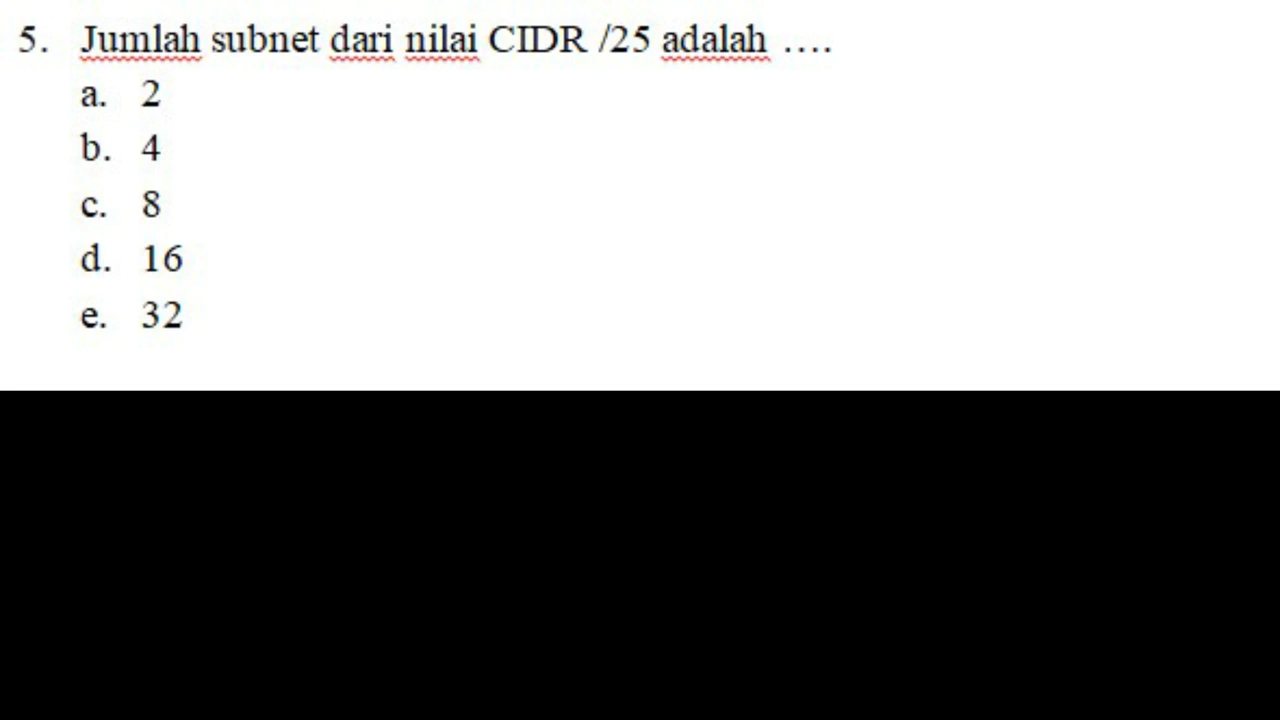 5. Jumlah subnet dari nilai CIDR /25 adalah ....
a. 2
b. 4
c. 8
d. 16
e. 32